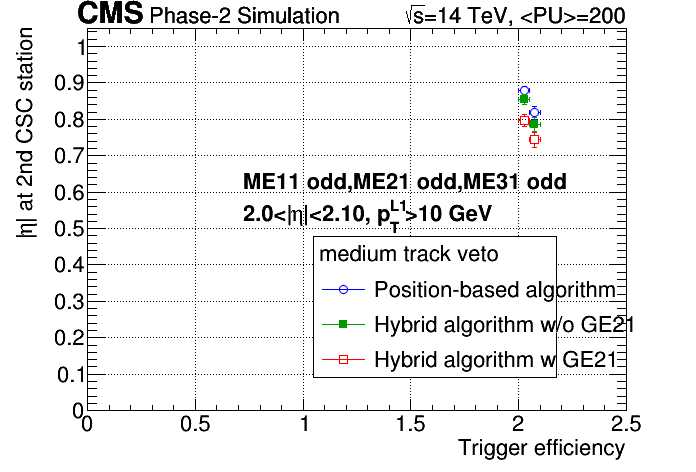 CMS Phase-2 Simulation √s=14 TeV, <PU>=200
|η| at 2nd CSC station
1
0.9
0.8
0.7
0.6
0.5
0.4
0.3
0.2
0.1
0
ME11 odd,ME21 odd,ME31 odd
2.0<|η|<2.10, p_T^L1>10 GeV
medium track veto
Position-based algorithm
Hybrid algorithm w/o GE21
Hybrid algorithm w GE21
0 0.5 1 1.5 2 2.5
Trigger efficiency